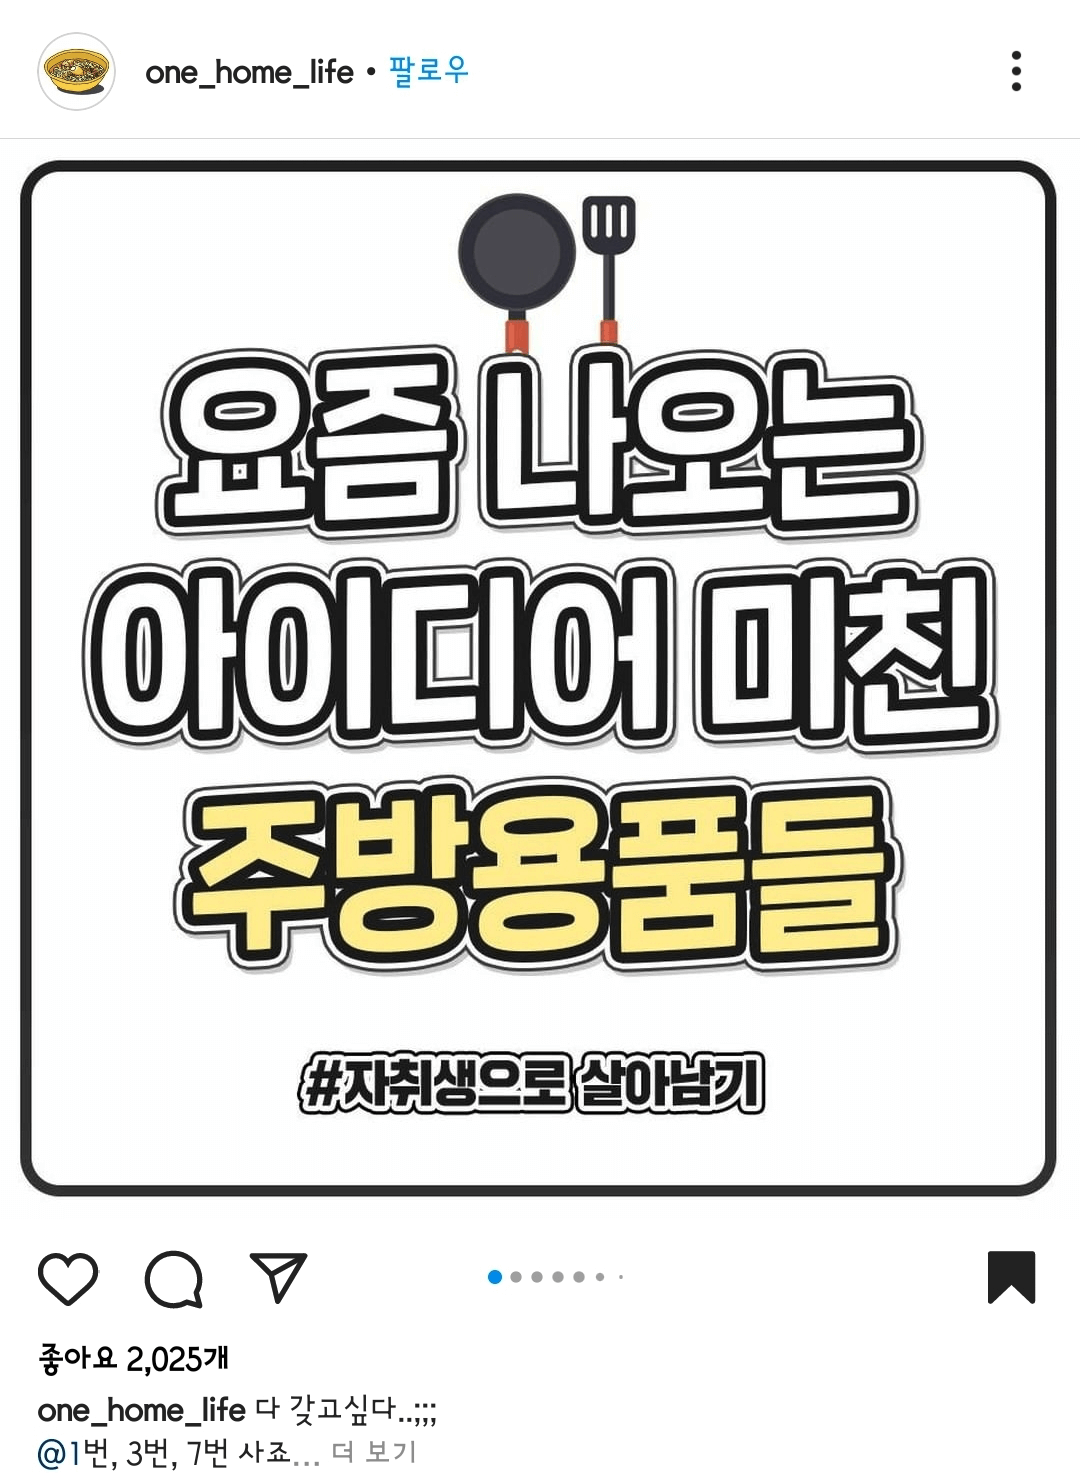 one_home_life • 팔로우
요즘 나오는
아이디어 미친
주방용품들
#자취생으로 살아남기
좋아요 2,025개
one_home_life 다 갖고싶다..;;;
@1번, 3번, 7번 사죠... 더 보기